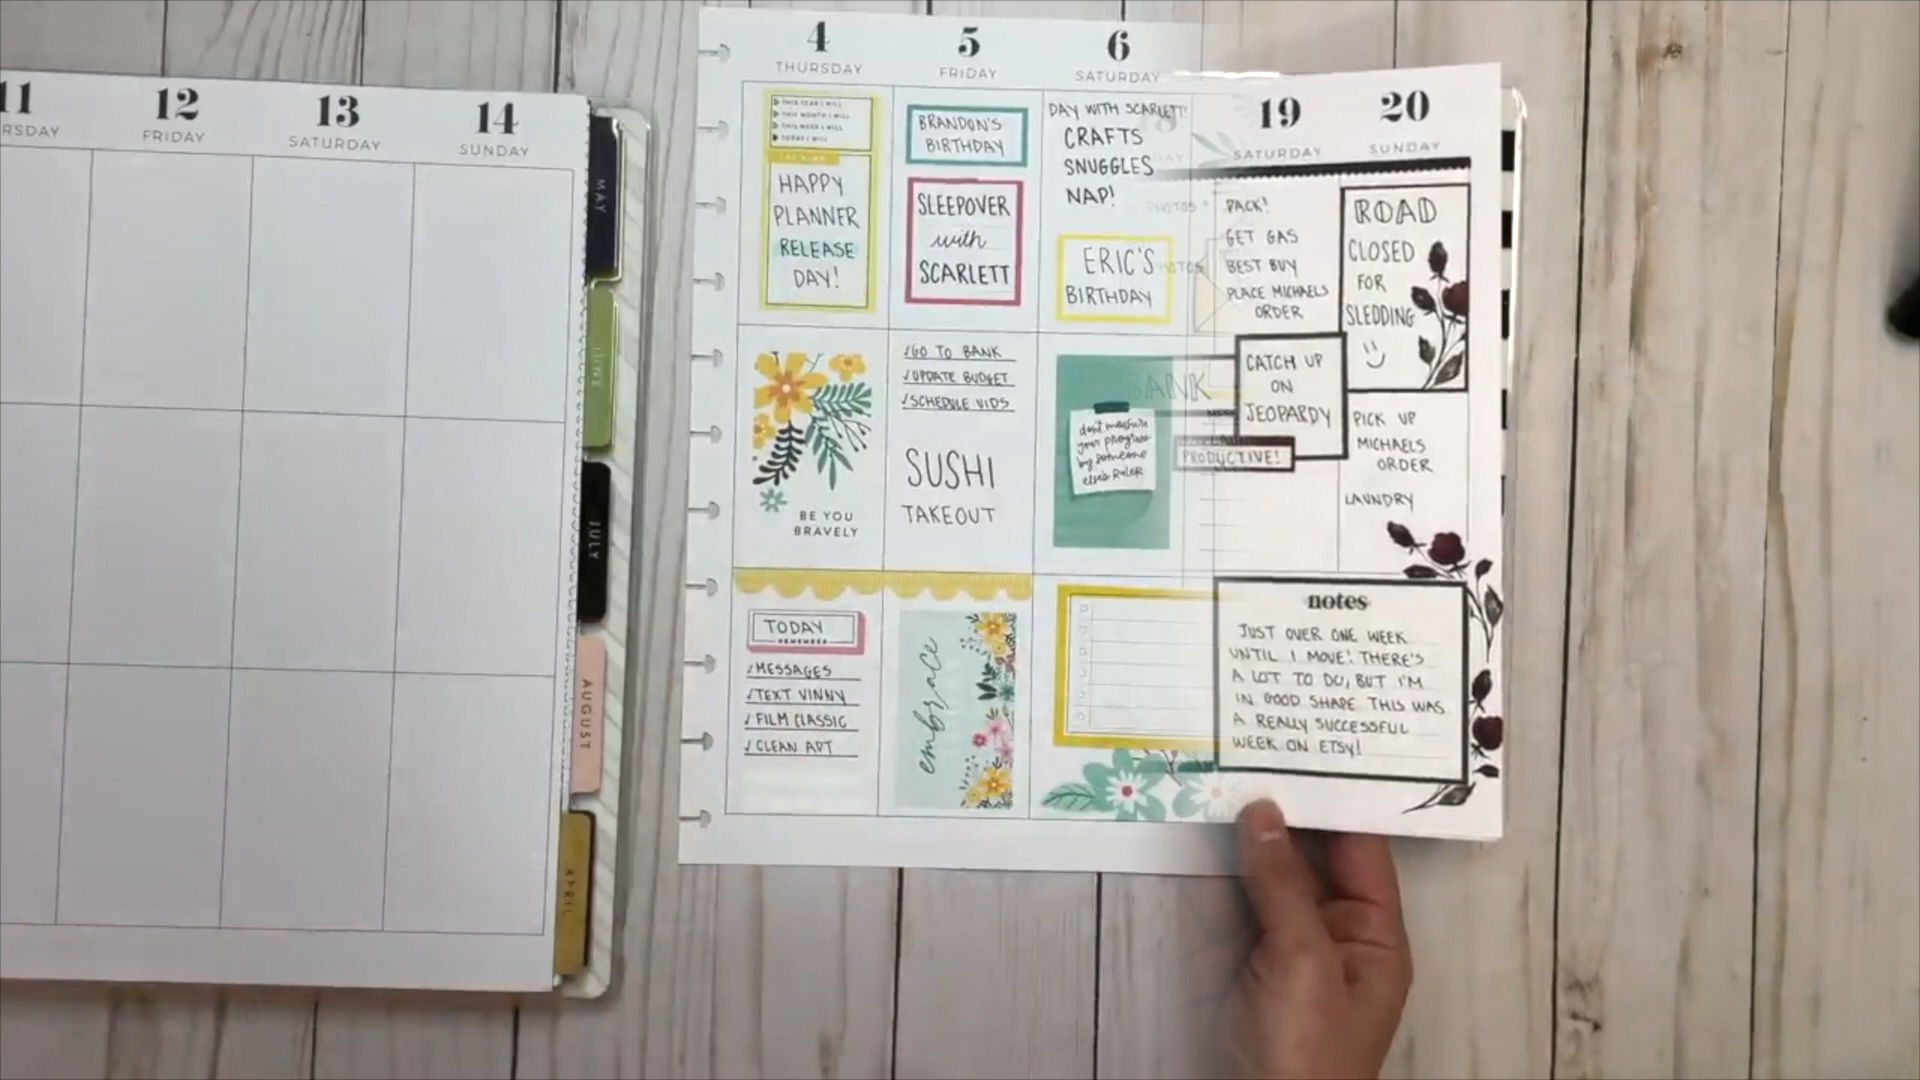 12
13
14
FRIDAY
SATURDAY
SUNDAY
MAY
JUNE
JULY
AUGUST
APRIL
4
THURSDAY
THIS YEAR I WILL
THIS MONTH I WILL
THIS WEEK I WILL
TODAY I WILL
HAPPY
PLANNER
RELEASE
DAY!
BE YOU
BRAVELY
TODAY
REMEMBER
√MESSAGES
√TEXT VINNY
√FILM CLASSIC
√CLEAN APT
5
FRIDAY
BRANDON'S
BIRTHDAY
SLEEPOVER
with
SCARLETT
√GO TO BANK
√UPDATE BUDGET
√SCHEDULE VIDS
SUSHI
TAKEOUT
embrace
6
SATURDAY
DAY WITH SCARLETT!
CRAFTS
SNUGGLES
NAP!
ERIC'S
BIRTHDAY
don't measure
your progress
by someone
else's ruler
PHOTOS
BANK
PRODUCTIVE!
19
SATURDAY
PACK!
GET GAS
BEST BUY
PLACE MICHAELS
ORDER
CATCH UP
ON
JEOPARDY
20
SUNDAY
ROAD
CLOSED
FOR
SLEDDING
PICK UP
MICHAELS
ORDER
LAUNDRY
notes
JUST OVER ONE WEEK
UNTIL I MOVE! THERE'S
A LOT TO DO, BUT I'M
IN GOOD SHAPE. THIS WAS
A REALLY SUCCESSFUL
WEEK ON ETSY!